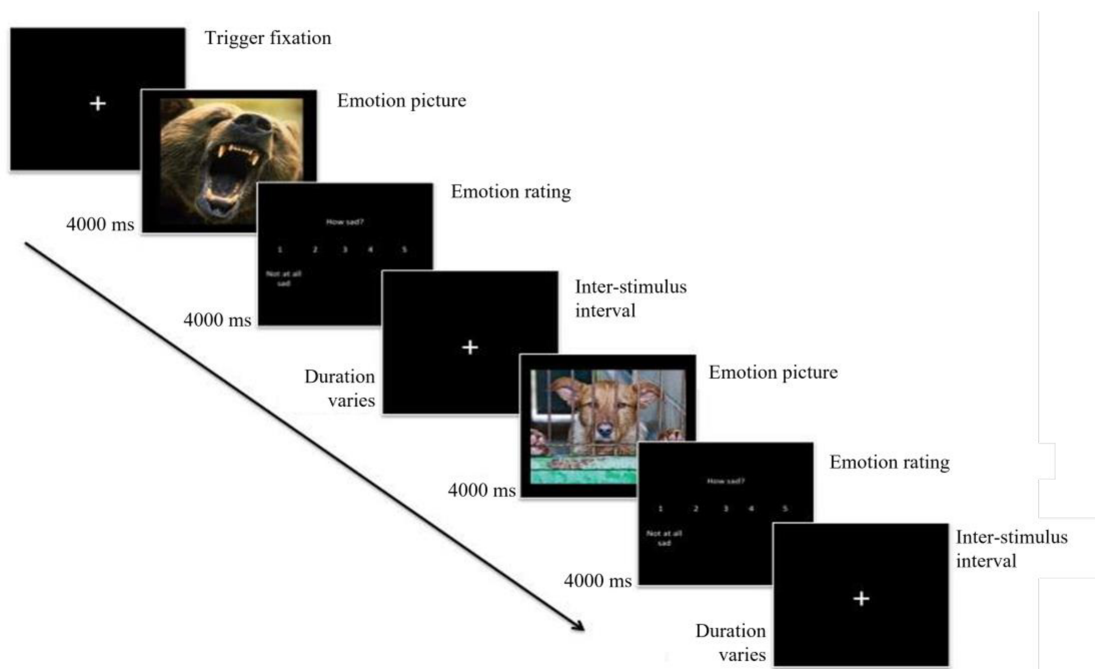 Trigger fixation
+
Emotion picture
4000 ms
Emotion rating
How sad?
1 2 3 4 5
Not at all
sad
4000 ms
Inter-stimulus
interval
+
Duration
varies
Emotion picture
4000 ms
Emotion rating
How sad?
1 2 3 4 5
Not at all
sad
4000 ms
Inter-stimulus
interval
+
Duration
varies